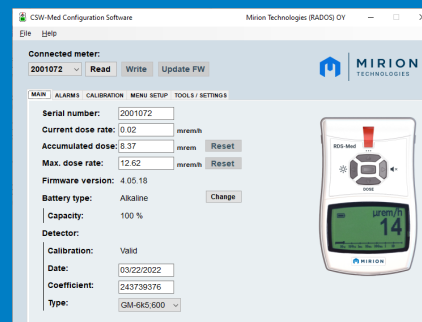 CSW-Med Configuration Software Mirion Technologies (RADOS) OY
File Help
Connected meter:
2001072 Read Write Update FW
MIRION
TECHNOLOGIES
MAIN ALARMS CALIBRATION MENU SETUP TOOLS / SETTINGS
Serial number: 2001072
Current dose rate: 0.02 mrem/h
Accumulated dose: 8.37 mrem Reset
Max. dose rate: 12.62 mrem/h Reset
Firmware version: 4.05.18
Battery type: Alkaline Change
Capacity: 100 %
Detector:
Calibration: Valid
Date: 03/22/2022
Coefficient: 243739376
Type: GM-6k5;600
RDS-Med
DOSE
µrem/h
14
MIRION